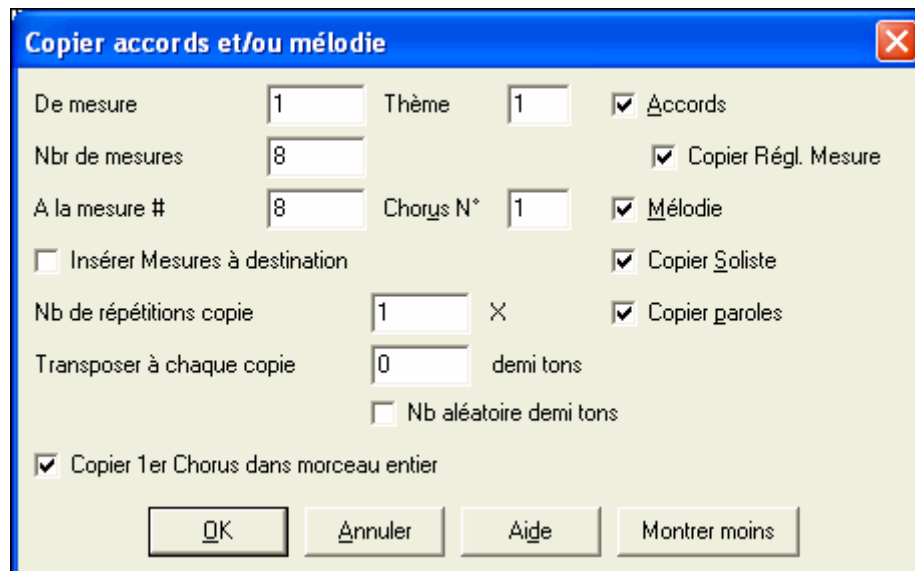 Copier accords et/ou mélodie
De mesure 1 Thème 1 Accords
Nbr de mesures 8 Copier Régl. Mesure
A la mesure # 8 Chorus N° 1 Mélodie
Insérer Mesures à destination Copier Soliste
Nb de répétitions copie 1 X Copier paroles
Transposer à chaque copie 0 demi tons
Nb aléatoire demi tons
Copier 1er Chorus dans morceau entier
OK Annuler Aide Montrer moins